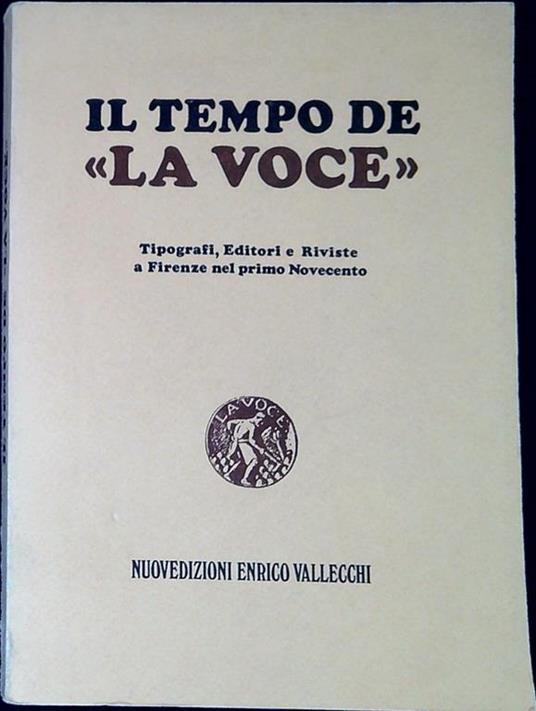 IL TEMPO DE
«LA VOCE»
Tipografi, Editori e Riviste
a Firenze nel primo Novecento
LA VOCE
NUOVEDIZIONI ENRICO VALLECCHI